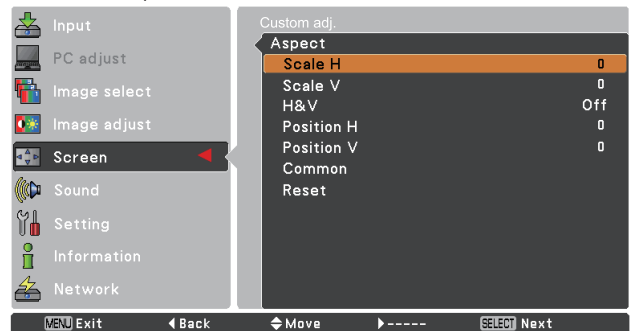 Input
PC adjust
Image select
Image adjust
Screen
Sound
Setting
Information
Network
Custom adj.
Aspect
Scale H 0
Scale V 0
H&V Off
Position H 0
Position V 0
Common
Reset
MENU Exit Back Move ----- SELECT Next